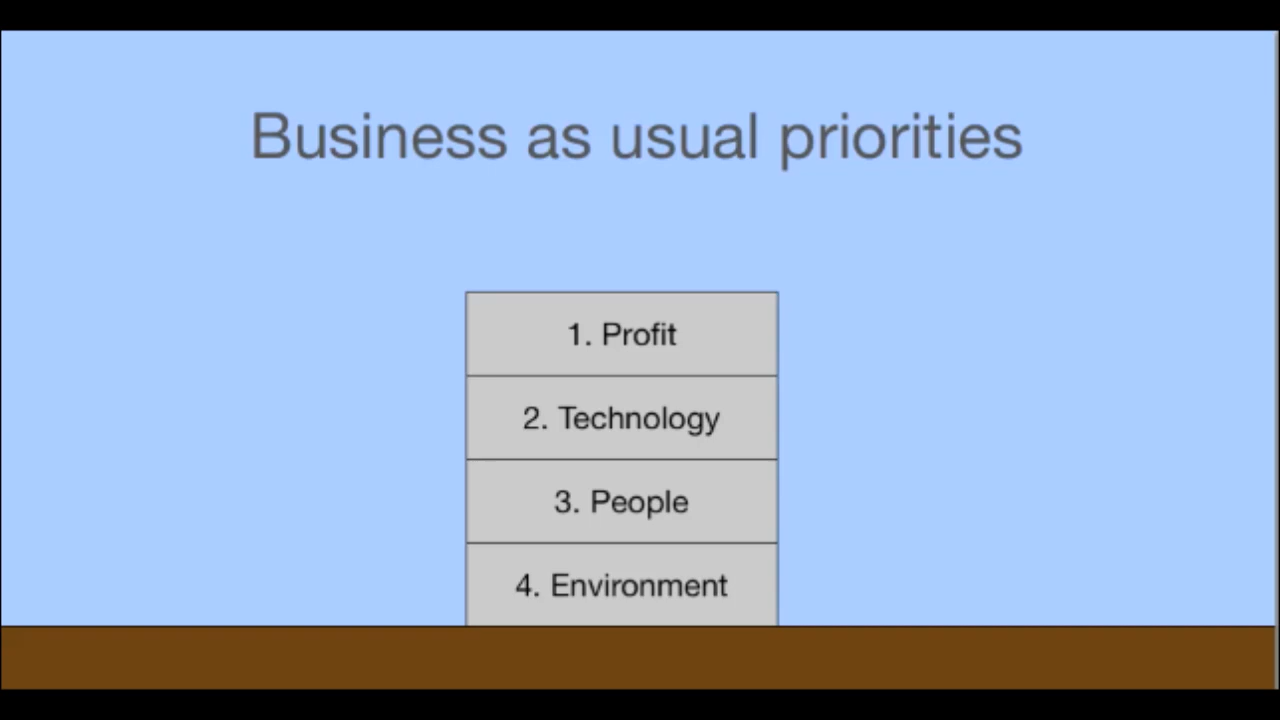 Business as usual priorities
1. Profit
2. Technology
3. People
4. Environment